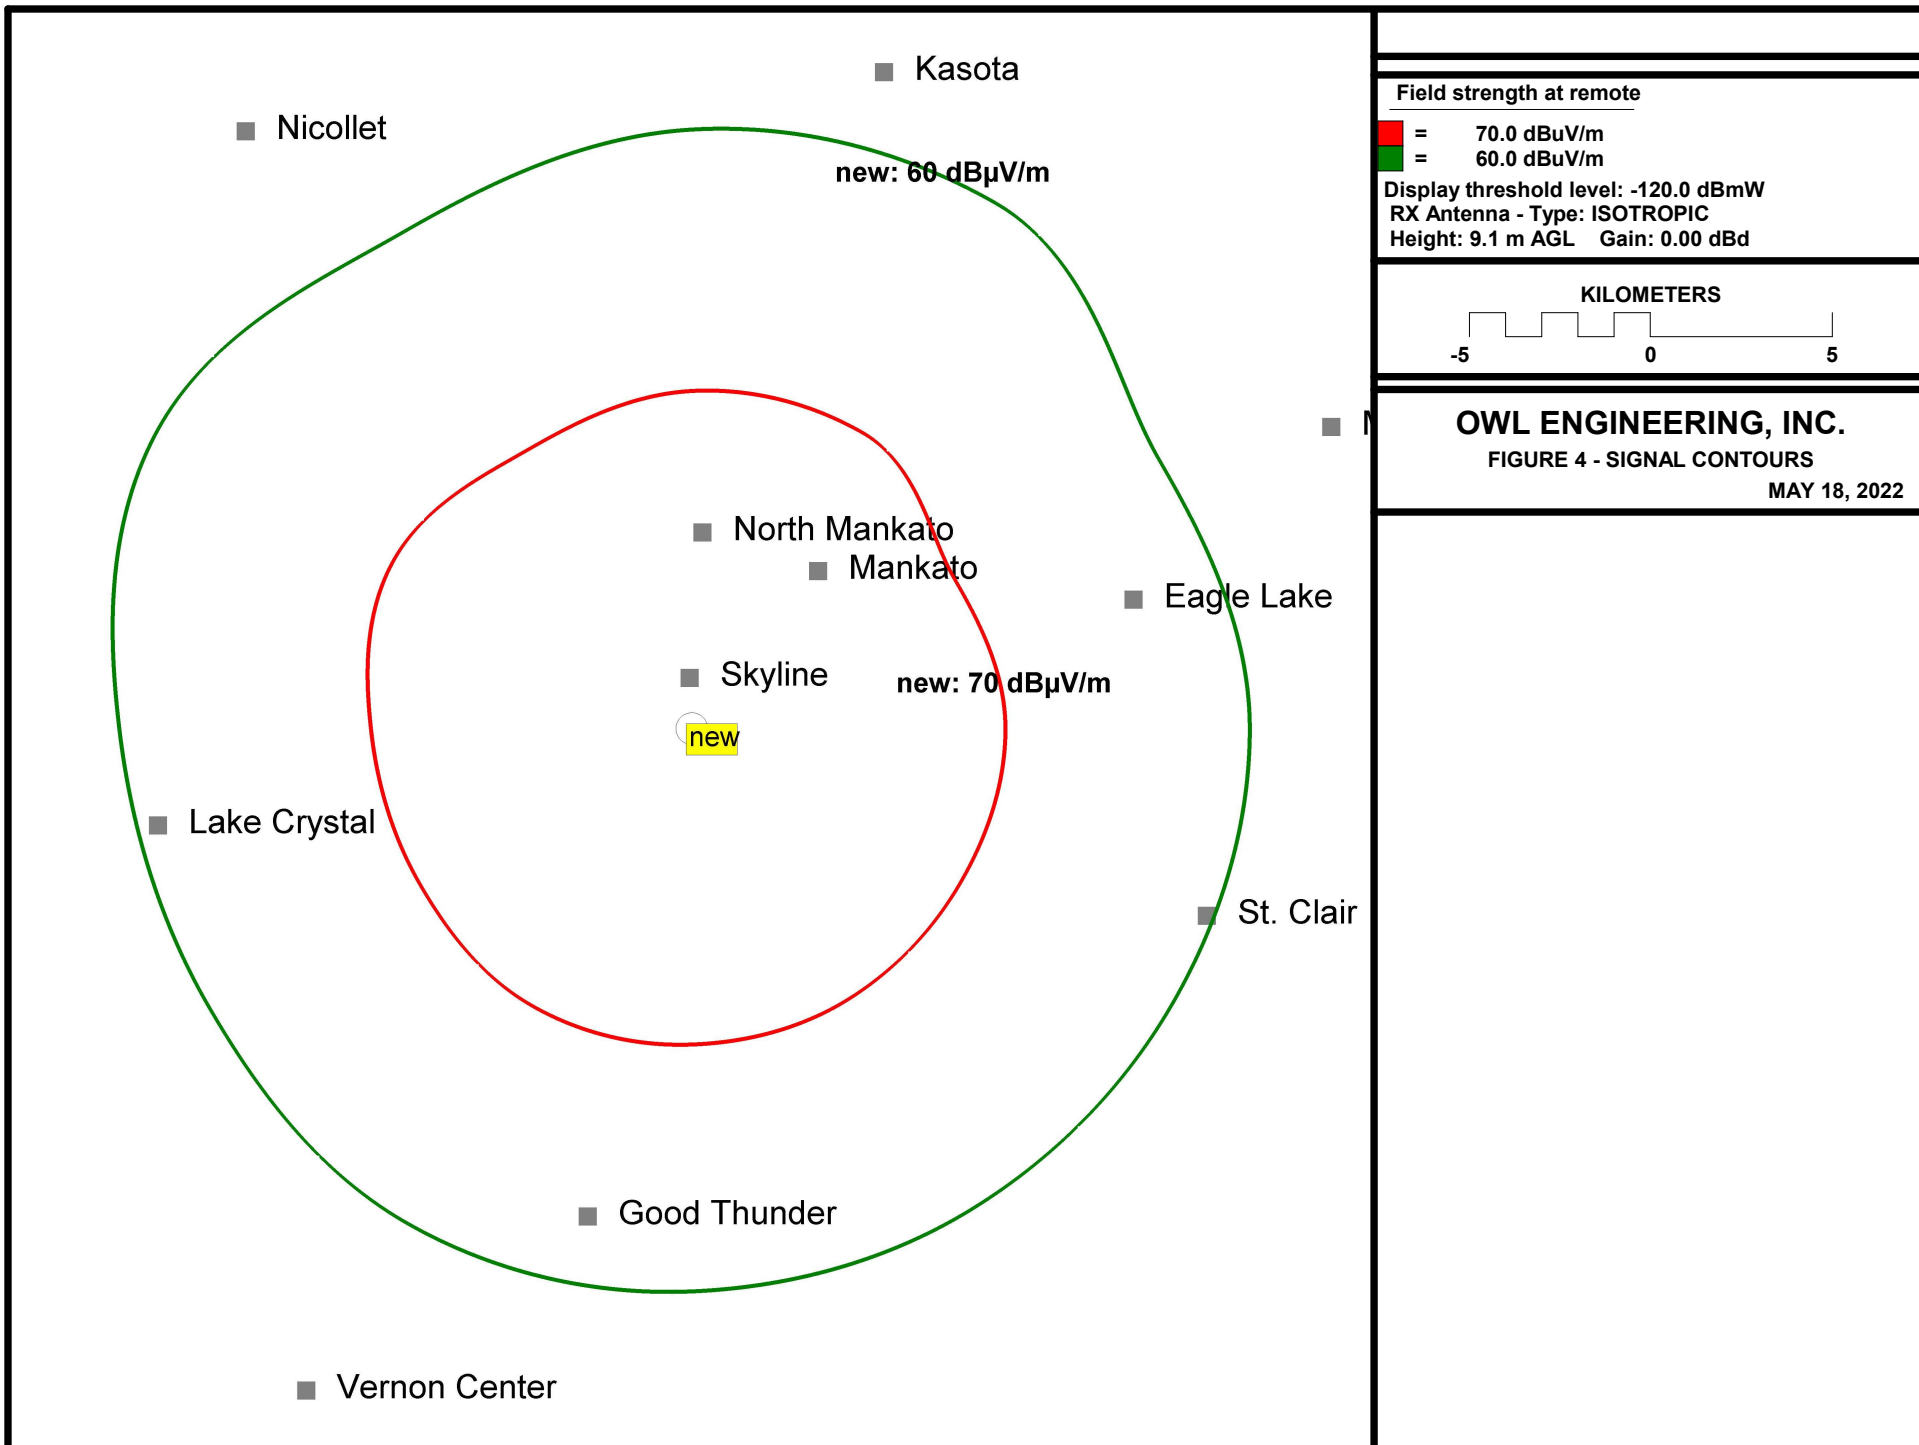 Kasota
Nicollet
new: 60 dBµV/m
North Mankato
Mankato
Eagle Lake
Skyline
new: 70 dBµV/m
new
Lake Crystal
St. Clair
Good Thunder
Vernon Center
Field strength at remote
= 70.0 dBuV/m
= 60.0 dBuV/m
Display threshold level: -120.0 dBmW
RX Antenna - Type: ISOTROPIC
Height: 9.1 m AGL Gain: 0.00 dBd
KILOMETERS
-5 0 5
OWL ENGINEERING, INC.
FIGURE 4 - SIGNAL CONTOURS
MAY 18, 2022